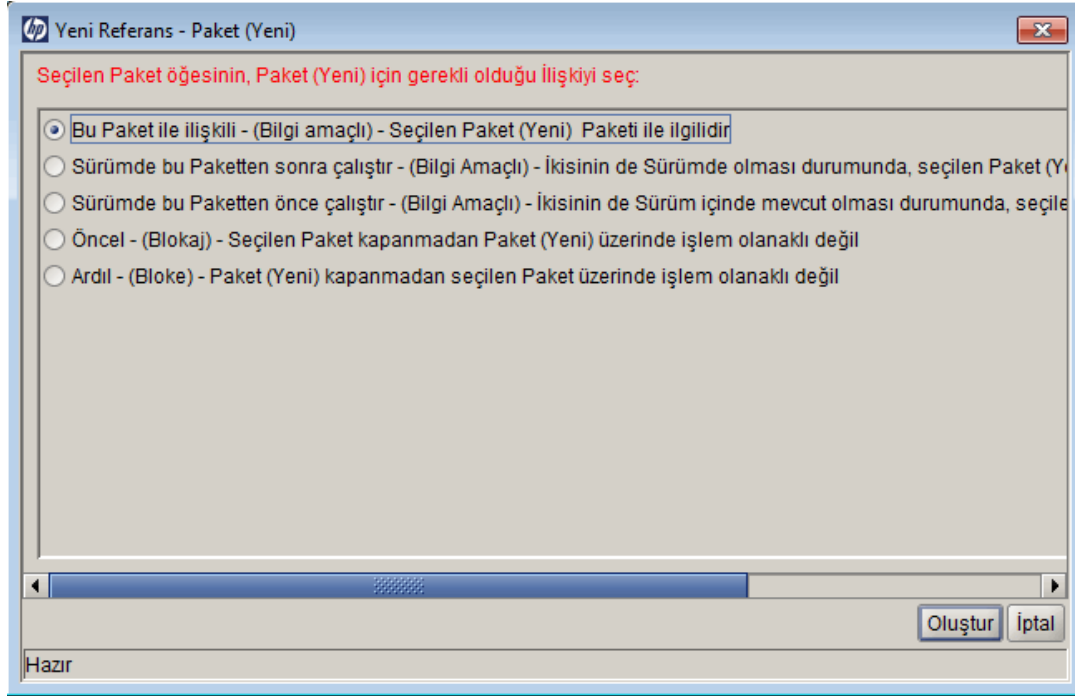 hp Yeni Referans - Paket (Yeni)
Seçilen Paket öğesinin, Paket (Yeni) için gerekli olduğu İlişkiyi seç:
Bu Paket ile ilişkili - (Bilgi amaçlı) - Seçilen Paket (Yeni) Paketi ile ilgilidir
Sürümde bu Paketten sonra çalıştır - (Bilgi Amaçlı) - İkisinin de Sürümde olması durumunda, seçilen Paket (Y
Sürümde bu Paketten önce çalıştır - (Bilgi Amaçlı) - İkisinin de Sürüm içinde mevcut olması durumunda, seçile
Öncel - (Blokaj) - Seçilen Paket kapanmadan Paket (Yeni) üzerinde işlem olanaklı değil
Ardıl - (Bloke) - Paket (Yeni) kapanmadan seçilen Paket üzerinde işlem olanaklı değil
Oluştur İptal
Hazır